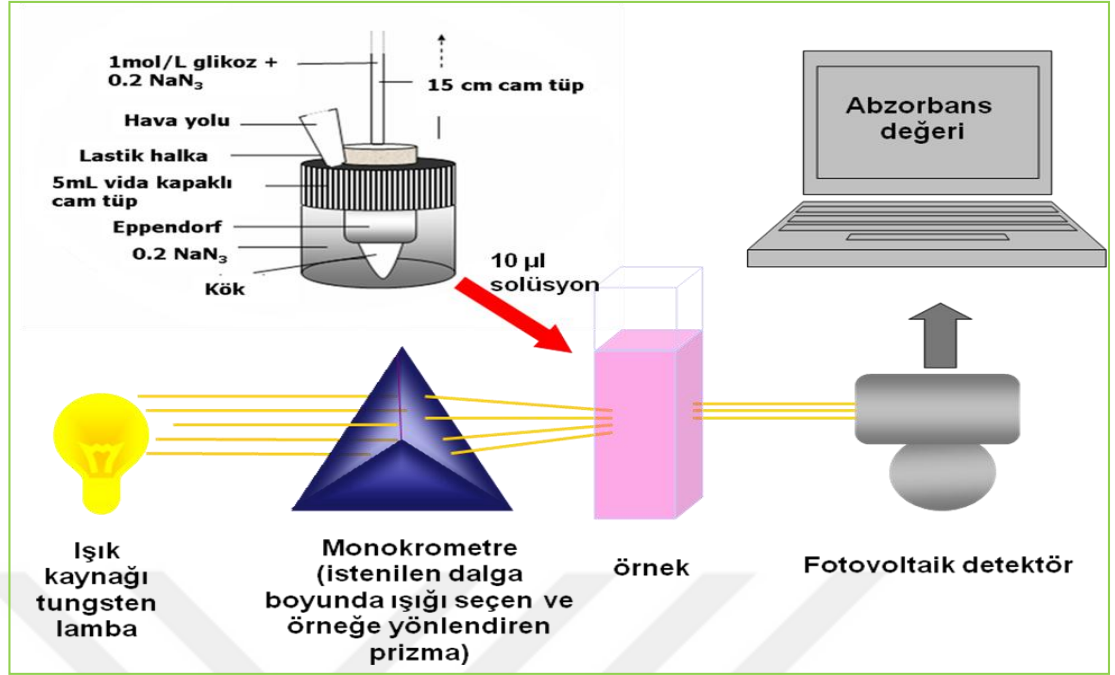 1mol/L glikoz +
0.2 NaN₃
15 cm cam tüp
Hava yolu
Lastik halka
5mL vida kapaklı
cam tüp
Eppendorf
0.2 NaN₃
Kök
10 µl
solüsyon
Abzorbans
değeri
Işık
kaynağı
tungsten
lamba
Monokrometre
(istenilen dalga
boyunda ışığı seçen ve
örneğe yönlendiren
prizma)
örnek
Fotovoltaik detektör